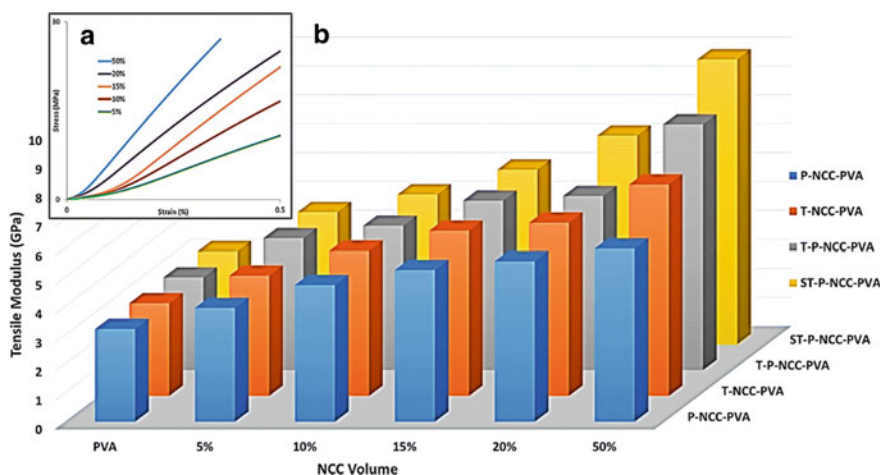 a
b
30
50%
20%
15%
10%
5%
Stress (MPa)
0
0
0.5
Strain (%)
Tensile Modulus (GPa)
10
9
8
7
6
5
4
3
2
1
0
PVA
5%
10%
15%
20%
50%
NCC Volume
P-NCC-PVA
T-NCC-PVA
T-P-NCC-PVA
ST-P-NCC-PVA
ST-P-NCC-PVA
T-P-NCC-PVA
T-NCC-PVA
P-NCC-PVA